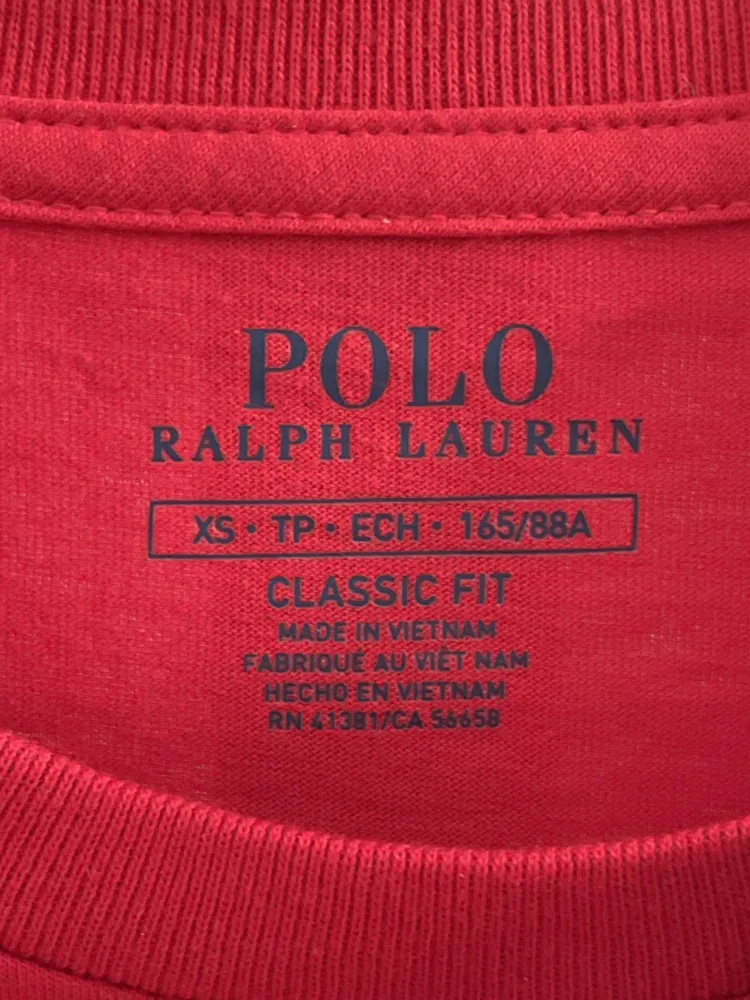 POLO
RALPH LAUREN
XS • TP • ECH • 165/88A
CLASSIC FIT
MADE IN VIETNAM
FABRIQUÉ AU VIÊT NAM
HECHO EN VIETNAM
RN 41381/CA 56658